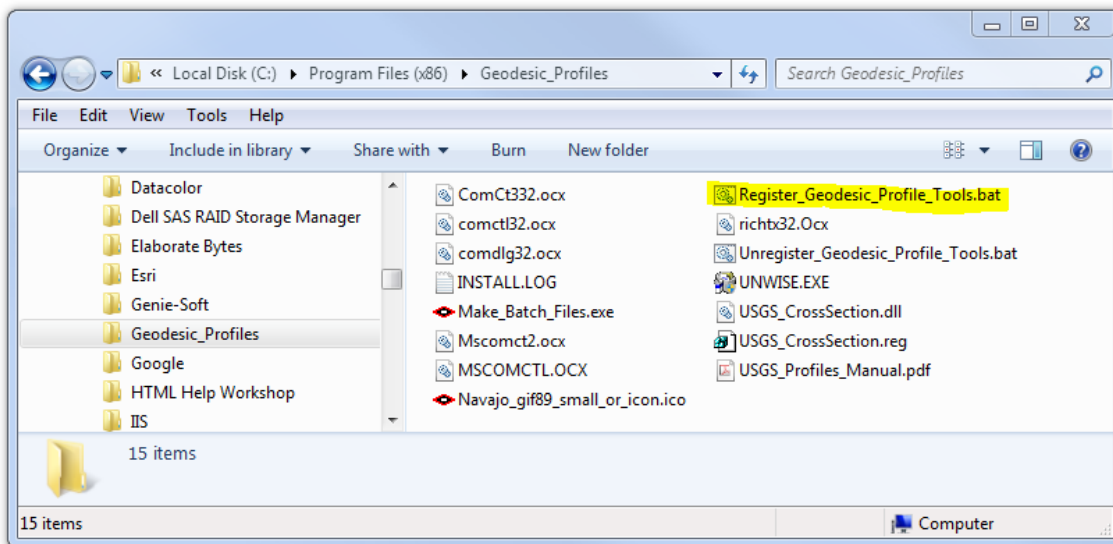 « Local Disk (C:) Program Files (x86) Geodesic_Profiles Search Geodesic_Profiles
File Edit View Tools Help
Organize Include in library Share with Burn New folder
Datacolor
Dell SAS RAID Storage Manager
Elaborate Bytes
Esri
Genie-Soft
Geodesic_Profiles
Google
HTML Help Workshop
IIS
ComCt332.ocx
comctl32.ocx
comdlg32.ocx
INSTALL.LOG
Make_Batch_Files.exe
Mscomct2.ocx
MSCOMCTL.OCX
Navajo_gif89_small_or_icon.ico
Register_Geodesic_Profile_Tools.bat
richtx32.Ocx
Unregister_Geodesic_Profile_Tools.bat
UNWISE.EXE
USGS_CrossSection.dll
USGS_CrossSection.reg
USGS_Profiles_Manual.pdf
15 items
15 items Computer